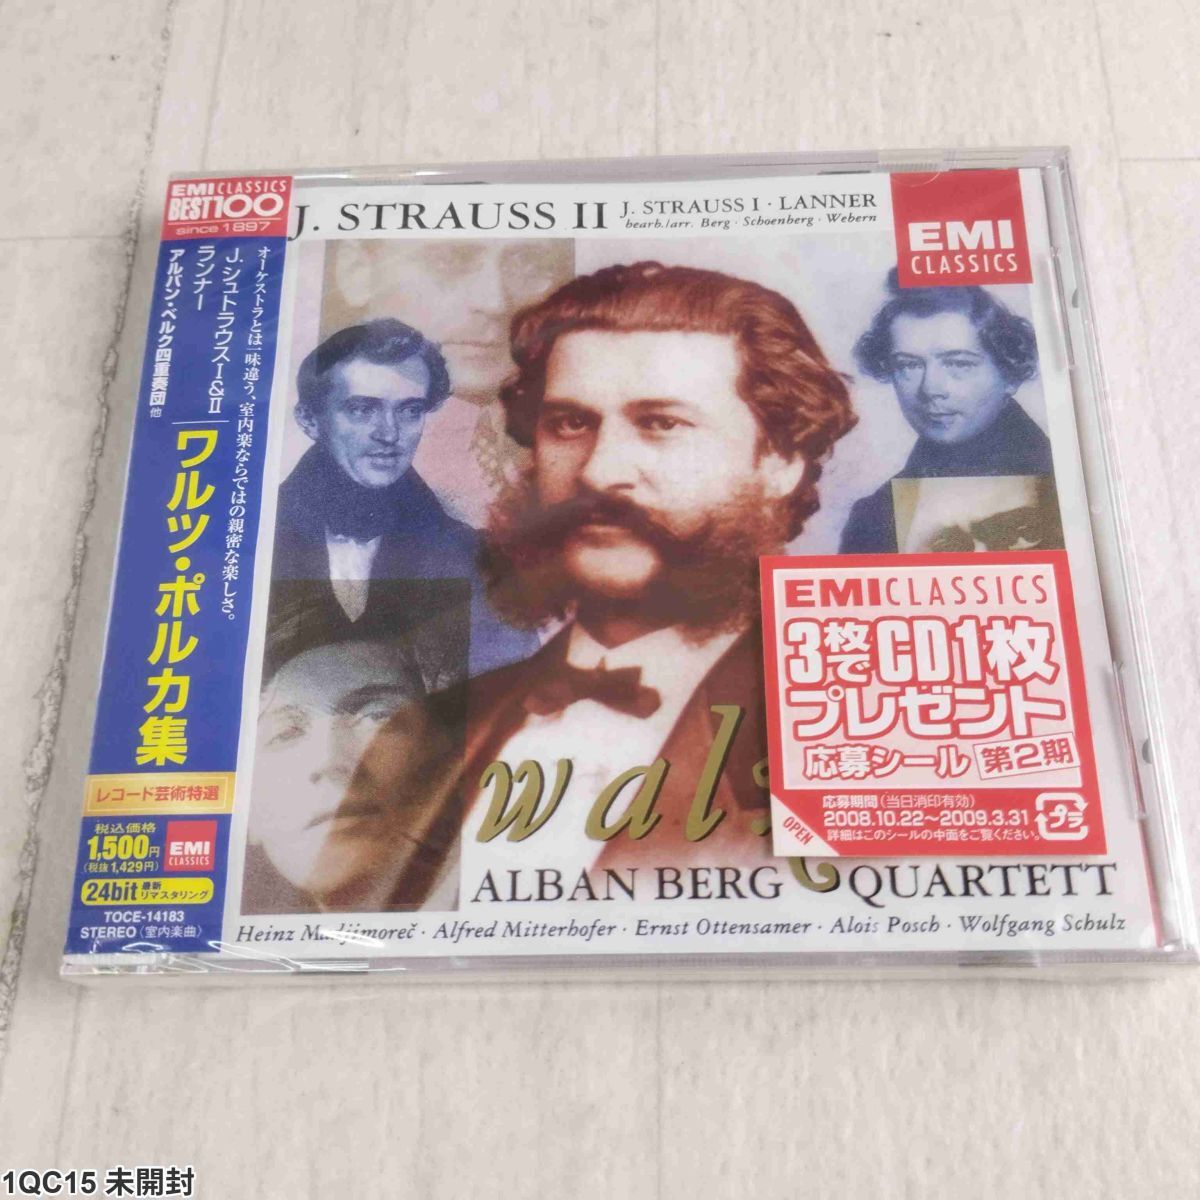 EMI CLASSICS
BEST100
since 1897
オーケストラとは一味違う、室内楽ならではの親密な楽しさ。
J. シュトラウスI&II
ランナー
ワルツ・ポルカ集
アルバン・ベルク四重奏団 他
レコード芸術特選
税込価格
1,500円
(税抜 1,429円)
EMI
CLASSICS
24bit 最新リマスタリング
TOCE-14183
STEREO〈室内楽曲〉
J. STRAUSS II J. STRAUSS I · LANNER
bearb./arr. Berg · Schoenberg · Webern
EMI
CLASSICS
EMI CLASSICS
3枚でCD1枚
プレゼント
応募シール 第2期
応募期間(当日消印有効)
2008.10.22〜2009.3.31
詳細はこのシールの中面をご覧ください。
OPEN
プラ
ALBAN BERG QUARTETT
Heinz Madjimoreč · Alfred Mitterhofer · Ernst Ottensamer · Alois Posch · Wolfgang Schulz
1QC15 未開封